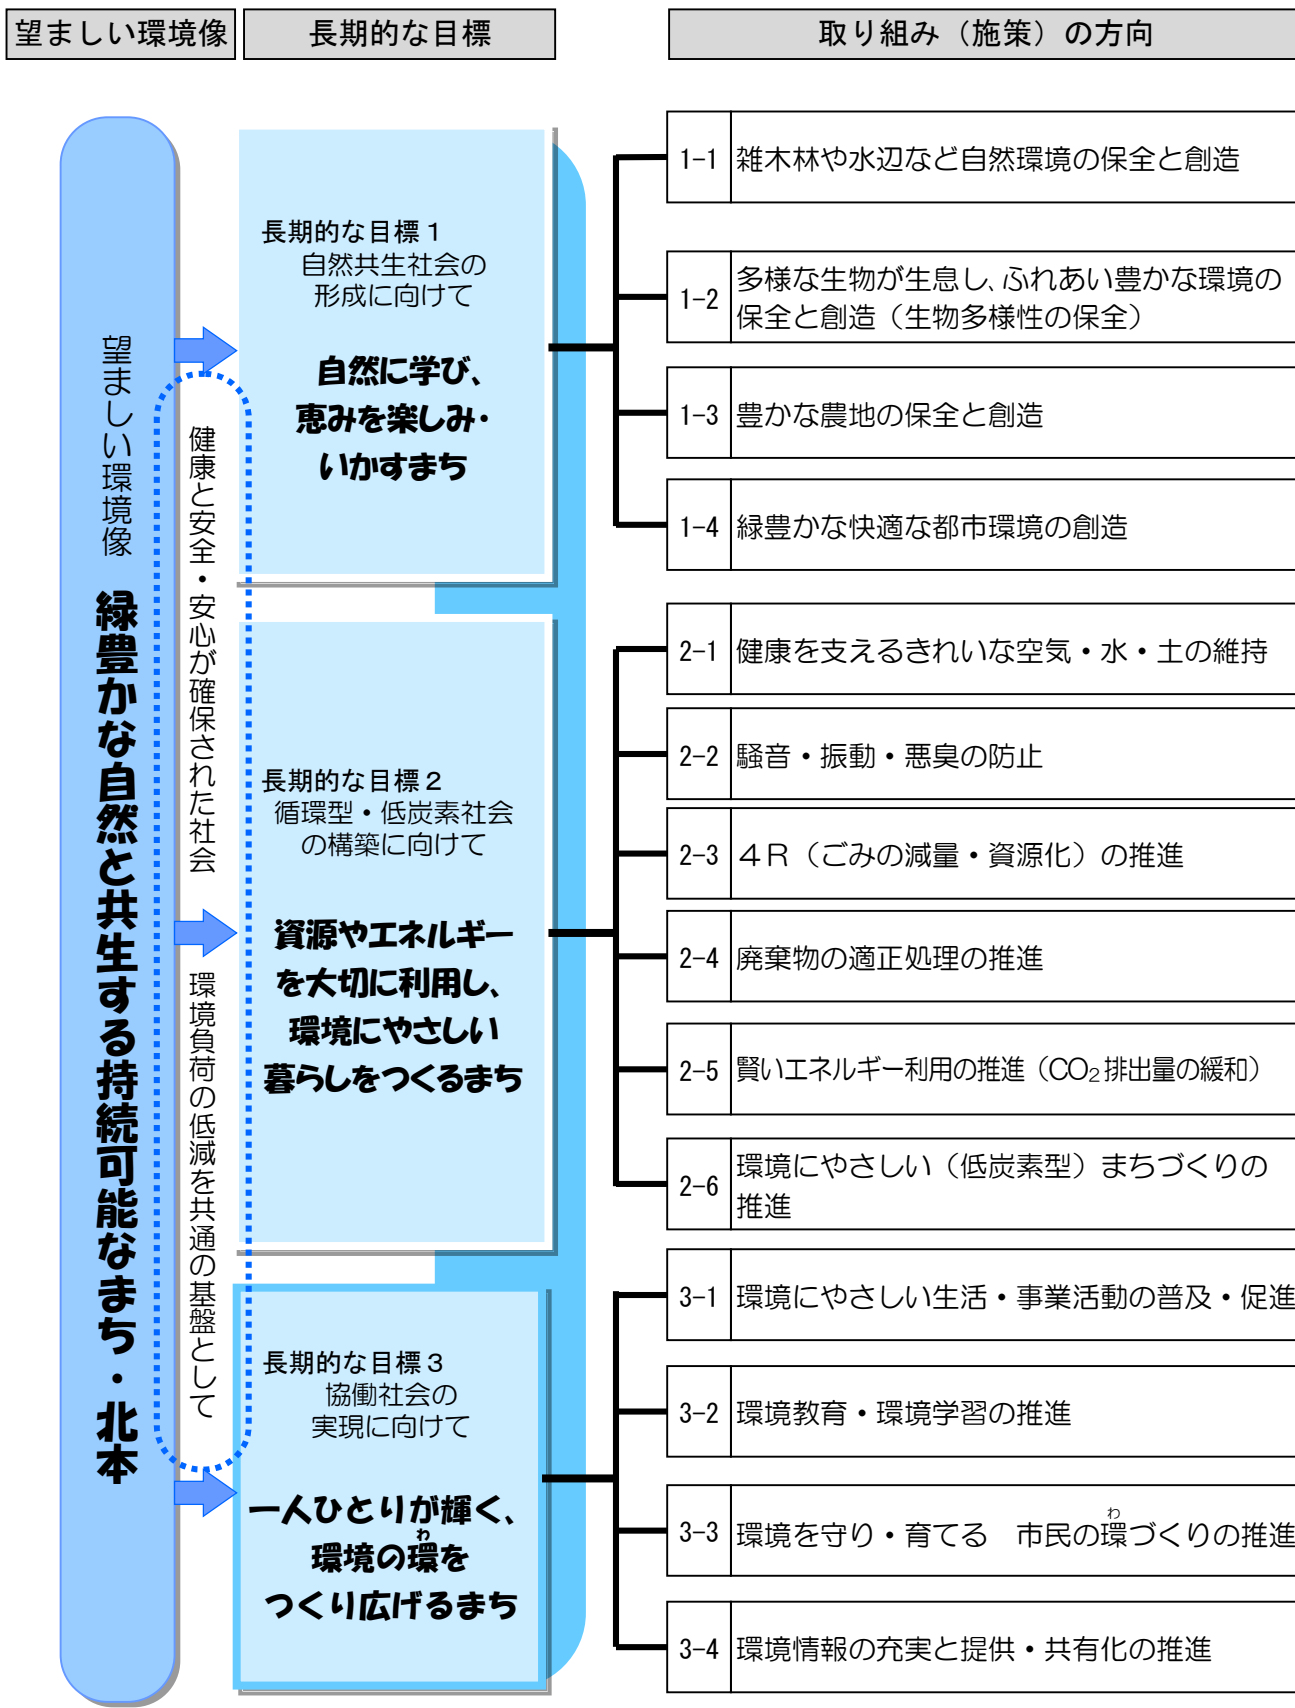 望ましい環境像
長期的な目標
取り組み（施策）の方向
望ましい環境像　緑豊かな自然と共生する持続可能なまち・北本
健康と安全・安心が確保された社会
環境負荷の低減を共通の基盤として
長期的な目標１
自然共生社会の
形成に向けて
自然に学び、
恵みを楽しみ・
いかすまち
1-1 雑木林や水辺など自然環境の保全と創造
1-2 多様な生物が生息し、ふれあい豊かな環境の
保全と創造（生物多様性の保全）
1-3 豊かな農地の保全と創造
1-4 緑豊かな快適な都市環境の創造
長期的な目標２
循環型・低炭素社会
の構築に向けて
資源やエネルギー
を大切に利用し、
環境にやさしい
暮らしをつくるまち
2-1 健康を支えるきれいな空気・水・土の維持
2-2 騒音・振動・悪臭の防止
2-3 ４Ｒ（ごみの減量・資源化）の推進
2-4 廃棄物の適正処理の推進
2-5 賢いエネルギー利用の推進（CO₂排出量の緩和）
2-6 環境にやさしい（低炭素型）まちづくりの
推進
長期的な目標３
協働社会の
実現に向けて
一人ひとりが輝く、
わ
環境の環を
つくり広げるまち
3-1 環境にやさしい生活・事業活動の普及・促進
3-2 環境教育・環境学習の推進
わ
3-3 環境を守り・育てる　市民の環づくりの推進
3-4 環境情報の充実と提供・共有化の推進